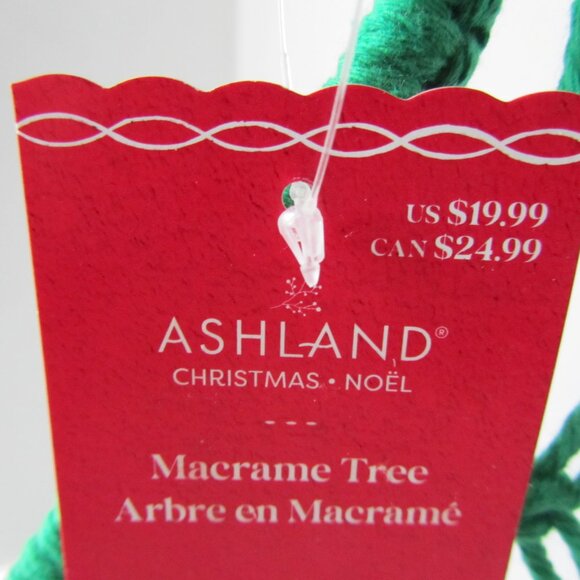 US $19.99
CAN $24.99
ASHLAND®
CHRISTMAS • NOËL
Macrame Tree
Arbre en Macramé